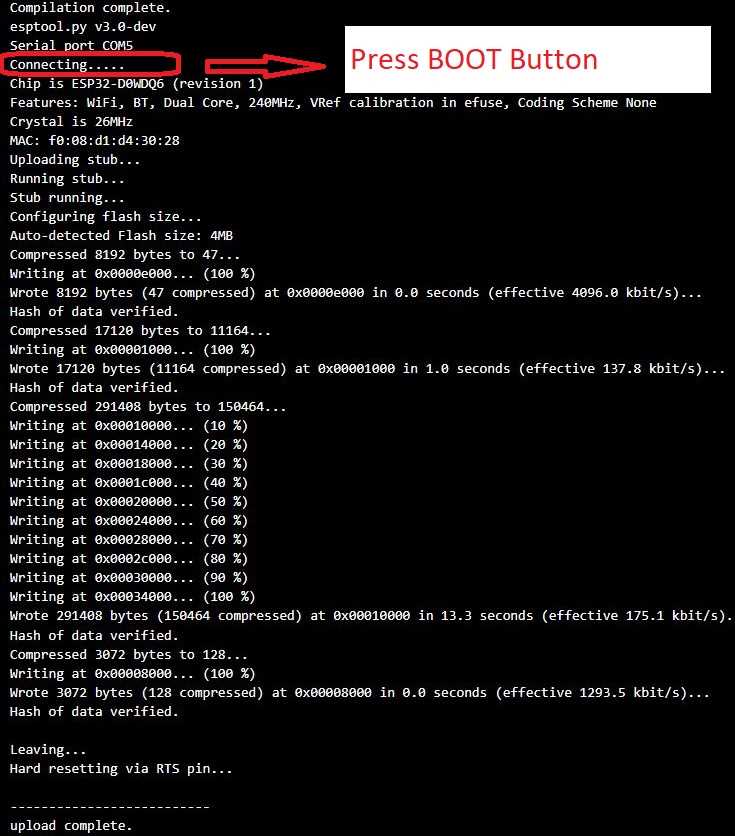 Compilation complete.
esptool.py v3.0-dev
Serial port COM5
Connecting.....
Press BOOT Button
Chip is ESP32-D0WDQ6 (revision 1)
Features: WiFi, BT, Dual Core, 240MHz, VRef calibration in efuse, Coding Scheme None
Crystal is 26MHz
MAC: f0:08:d1:d4:30:28
Uploading stub...
Running stub...
Stub running...
Configuring flash size...
Auto-detected Flash size: 4MB
Compressed 8192 bytes to 47...
Writing at 0x0000e000... (100 %)
Wrote 8192 bytes (47 compressed) at 0x0000e000 in 0.0 seconds (effective 4096.0 kbit/s)...
Hash of data verified.
Compressed 17120 bytes to 11164...
Writing at 0x00001000... (100 %)
Wrote 17120 bytes (11164 compressed) at 0x00001000 in 1.0 seconds (effective 137.8 kbit/s)...
Hash of data verified.
Compressed 291408 bytes to 150464...
Writing at 0x00010000... (10 %)
Writing at 0x00014000... (20 %)
Writing at 0x00018000... (30 %)
Writing at 0x0001c000... (40 %)
Writing at 0x00020000... (50 %)
Writing at 0x00024000... (60 %)
Writing at 0x00028000... (70 %)
Writing at 0x0002c000... (80 %)
Writing at 0x00030000... (90 %)
Writing at 0x00034000... (100 %)
Wrote 291408 bytes (150464 compressed) at 0x00010000 in 13.3 seconds (effective 175.1 kbit/s).
Hash of data verified.
Compressed 3072 bytes to 128...
Writing at 0x00008000... (100 %)
Wrote 3072 bytes (128 compressed) at 0x00008000 in 0.0 seconds (effective 1293.5 kbit/s)...
Hash of data verified.
Leaving...
Hard resetting via RTS pin...
--------------------------
upload complete.